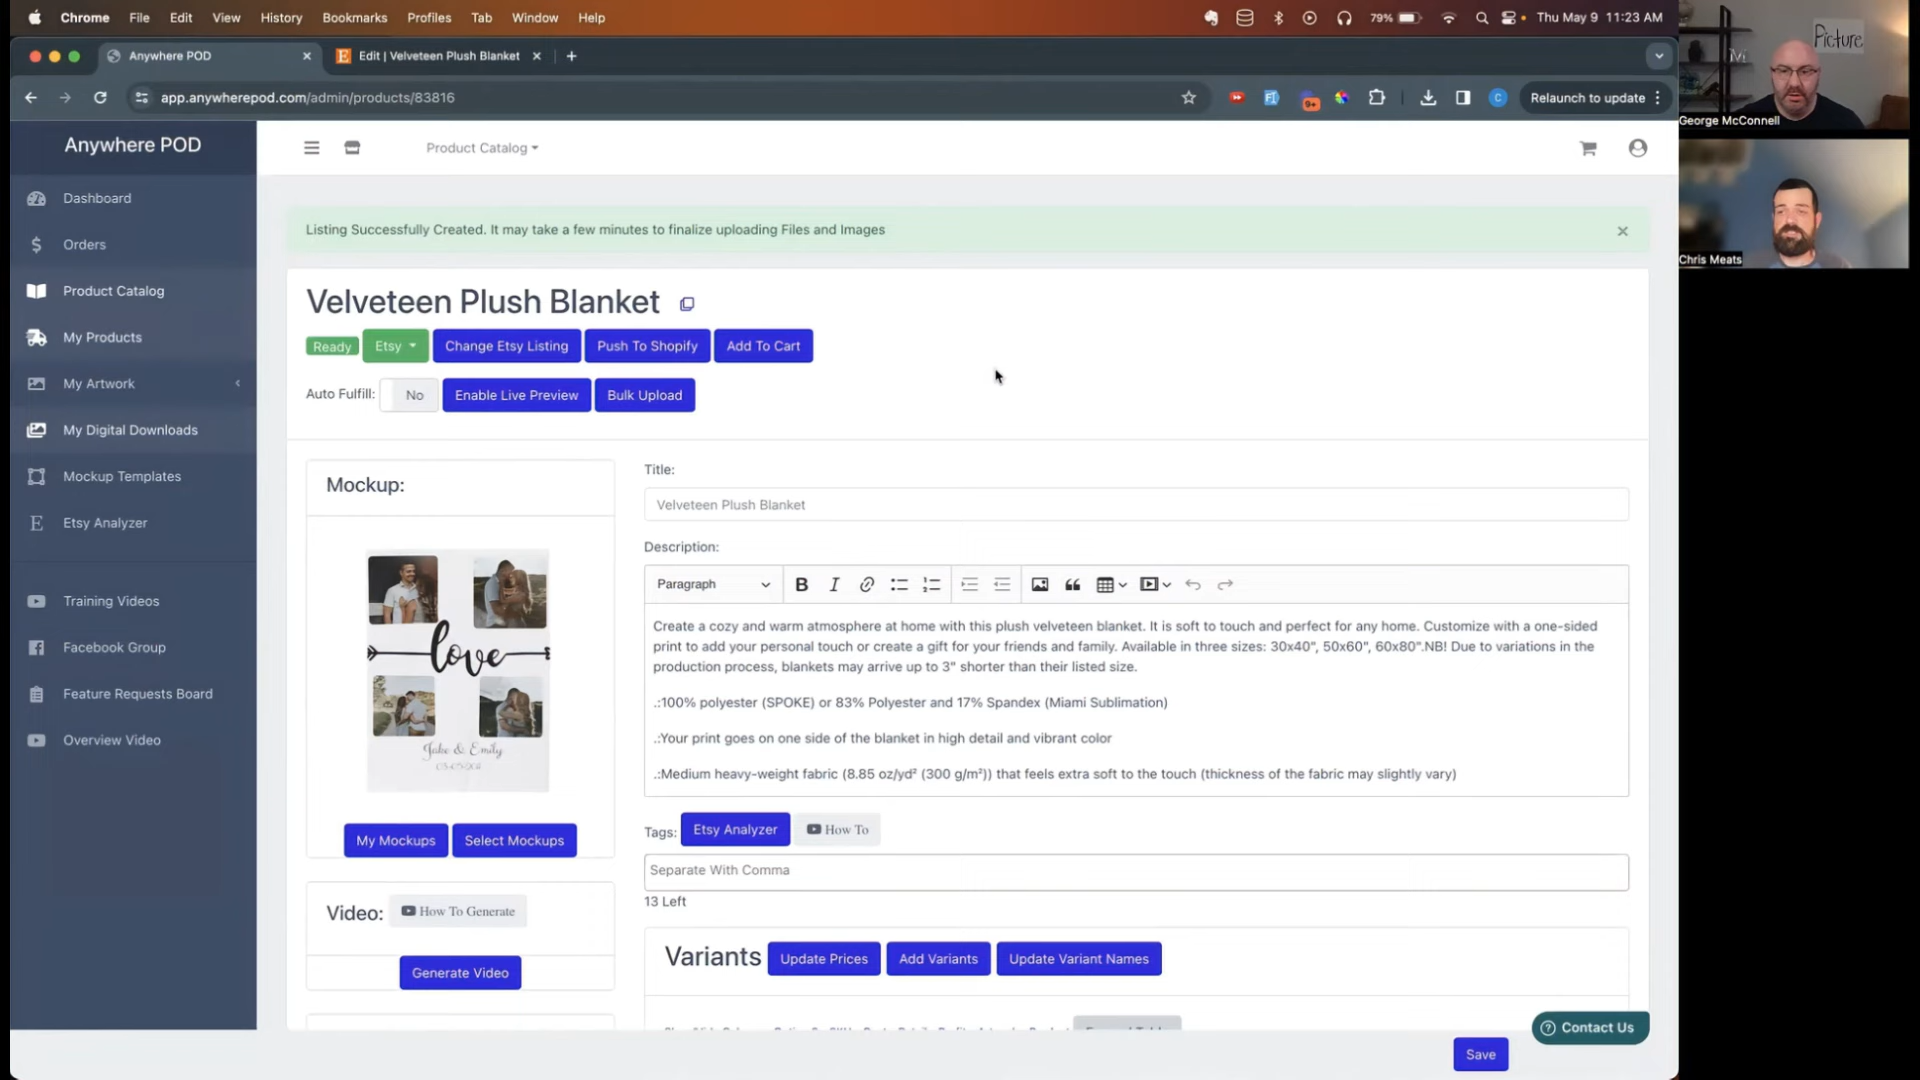 Chrome File Edit View History Bookmarks Profiles Tab Window Help 79% Thu May 9 11:23 AM
Anywhere POD Edit | Velveteen Plush Blanket
app.anywherepod.com/admin/products/83816 9+ C Relaunch to update
Picture
George McConnell
Chris Meats
Anywhere POD
Product Catalog
Dashboard
Orders
Product Catalog
My Products
My Artwork
My Digital Downloads
Mockup Templates
Etsy Analyzer
Training Videos
Facebook Group
Feature Requests Board
Overview Video
Listing Successfully Created. It may take a few minutes to finalize uploading Files and Images
Velveteen Plush Blanket
Ready Etsy Change Etsy Listing Push To Shopify Add To Cart
Auto Fulfill: No Enable Live Preview Bulk Upload
Mockup:
love
Jake & Emily
My Mockups Select Mockups
Video: How To Generate
Generate Video
Title:
Velveteen Plush Blanket
Description:
Paragraph
Create a cozy and warm atmosphere at home with this plush velveteen blanket. It is soft to touch and perfect for any home. Customize with a one-sided
print to add your personal touch or create a gift for your friends and family. Available in three sizes: 30x40", 50x60", 60x80".NB! Due to variations in the
production process, blankets may arrive up to 3" shorter than their listed size.
.:100% polyester (SPOKE) or 83% Polyester and 17% Spandex (Miami Sublimation)
.:Your print goes on one side of the blanket in high detail and vibrant color
.:Medium heavy-weight fabric (8.85 oz/yd² (300 g/m²)) that feels extra soft to the touch (thickness of the fabric may slightly vary)
Tags: Etsy Analyzer How To
Separate With Comma
13 Left
Variants Update Prices Add Variants Update Variant Names
Contact Us
Save